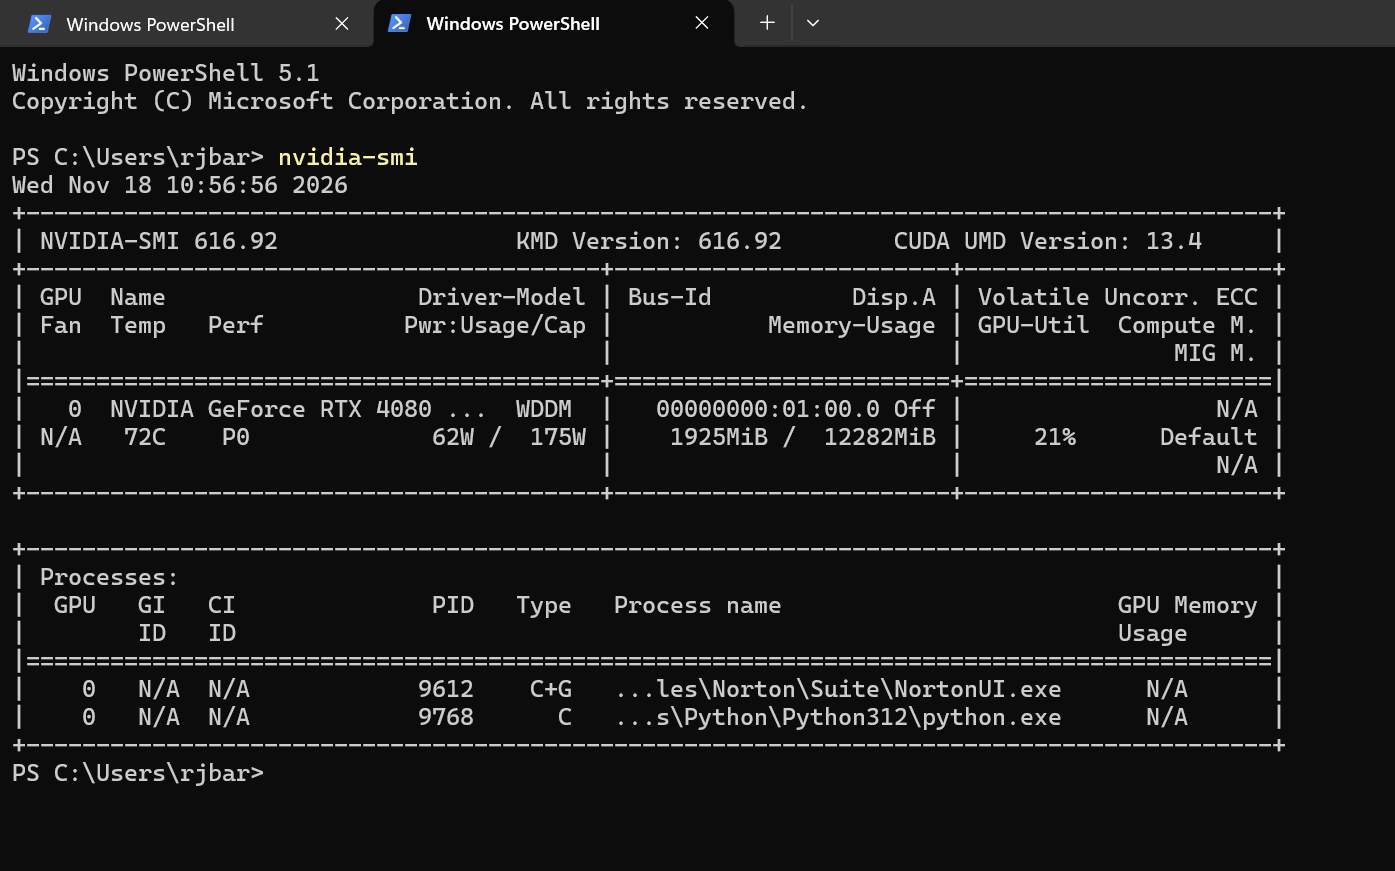 Windows PowerShell
Windows PowerShell
Windows PowerShell 5.1
Copyright (C) Microsoft Corporation. All rights reserved.
PS C:\Users\rjbar> nvidia-smi
Wed Nov 18 10:56:56 2026
+-----------------------------------------------------------------------------------------+
| NVIDIA-SMI 616.92                 KMD Version: 616.92        CUDA UMD Version: 13.4     |
+-----------------------------------------+------------------------+----------------------+
| GPU  Name                  Driver-Model | Bus-Id          Disp.A | Volatile Uncorr. ECC |
| Fan  Temp   Perf          Pwr:Usage/Cap |           Memory-Usage | GPU-Util  Compute M. |
|                                         |                        |               MIG M. |
|=========================================+========================+======================|
|   0  NVIDIA GeForce RTX 4080 ...  WDDM  |   00000000:01:00.0 Off |                  N/A |
| N/A   72C    P0             62W /  175W |    1925MiB /  12282MiB |     21%      Default |
|                                         |                        |                  N/A |
+-----------------------------------------+------------------------+----------------------+
+-----------------------------------------------------------------------------------------+
| Processes:                                                                              |
|  GPU   GI   CI              PID   Type   Process name                        GPU Memory |
|        ID   ID                                                               Usage      |
|=========================================================================================|
|    0   N/A  N/A            9612    C+G   ...les\Norton\Suite\NortonUI.exe      N/A      |
|    0   N/A  N/A            9768      C   ...s\Python\Python312\python.exe      N/A      |
+-----------------------------------------------------------------------------------------+
PS C:\Users\rjbar>